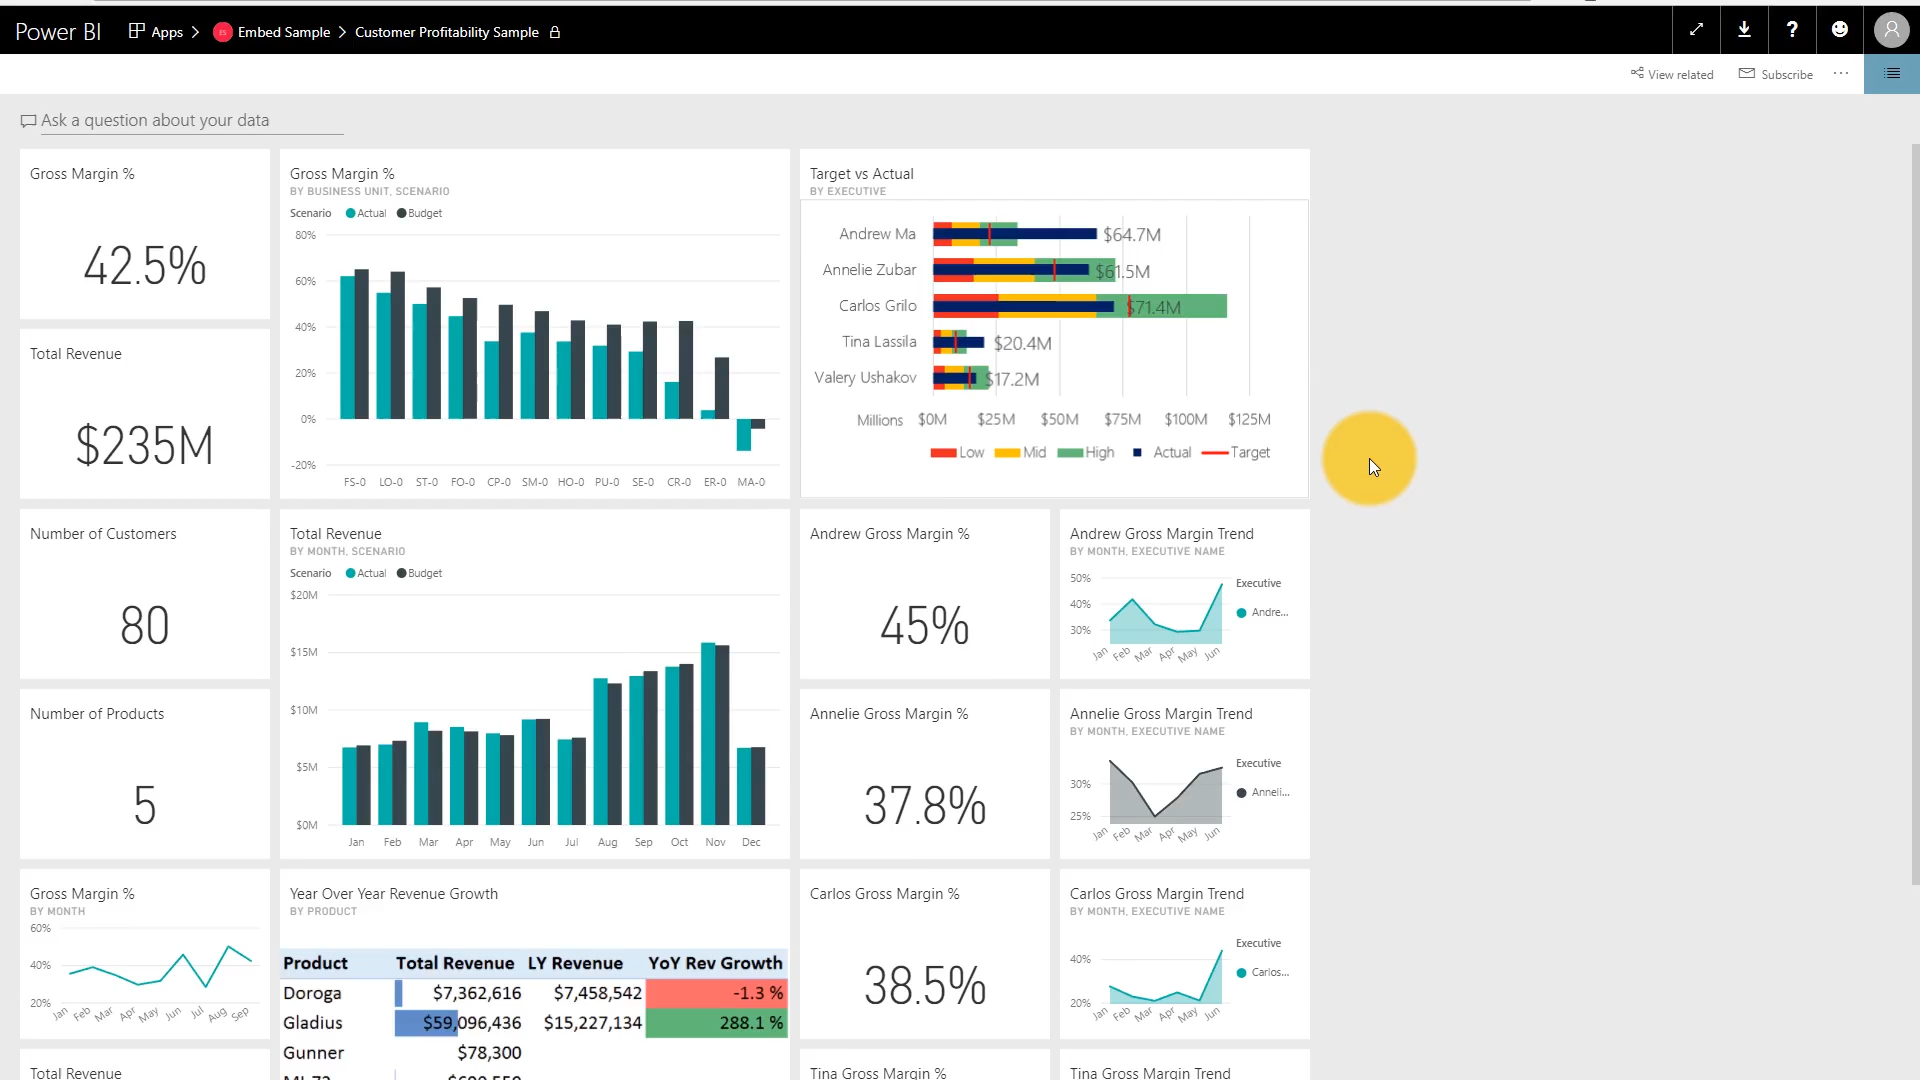 Power BI Apps Embed Sample Customer Profitability Sample ?
View related Subscribe ...
Ask a question about your data
Gross Margin %
42.5%
Total Revenue
$235M
Number of Customers
80
Number of Products
5
Gross Margin %
BY MONTH
60%
40%
20%
Jan Feb Mar Apr May Jun Jul Aug Sep
Total Revenue
Gross Margin %
BY BUSINESS UNIT, SCENARIO
Scenario Actual Budget
80%
60%
40%
20%
0%
-20%
FS-0 LO-0 ST-0 FO-0 CP-0 SM-0 HO-0 PU-0 SE-0 CR-0 ER-0 MA-0
Total Revenue
BY MONTH, SCENARIO
Scenario Actual Budget
$20M
$15M
$10M
$5M
$0M
Jan Feb Mar Apr May Jun Jul Aug Sep Oct Nov Dec
Year Over Year Revenue Growth
BY PRODUCT
Product Total Revenue LY Revenue YoY Rev Growth
Doroga $7,362,616 $7,458,542 -1.3 %
Gladius $59,096,436 $15,227,134 288.1 %
Gunner $78,300
Target vs Actual
BY EXECUTIVE
Andrew Ma $64.7M
Annelie Zubar $61.5M
Carlos Grilo $71.4M
Tina Lassila $20.4M
Valery Ushakov $17.2M
Millions $0M $25M $50M $75M $100M $125M
Low Mid High Actual Target
Andrew Gross Margin %
45%
Andrew Gross Margin Trend
BY MONTH, EXECUTIVE NAME
50%
40%
30%
Jan Feb Mar Apr May Jun
Executive
Andre...
Annelie Gross Margin %
37.8%
Annelie Gross Margin Trend
BY MONTH, EXECUTIVE NAME
30%
25%
Jan Feb Mar Apr May Jun
Executive
Anneli...
Carlos Gross Margin %
38.5%
Carlos Gross Margin Trend
BY MONTH, EXECUTIVE NAME
40%
20%
Jan Feb Mar Apr May Jun
Executive
Carlos...
Tina Gross Margin %
Tina Gross Margin Trend